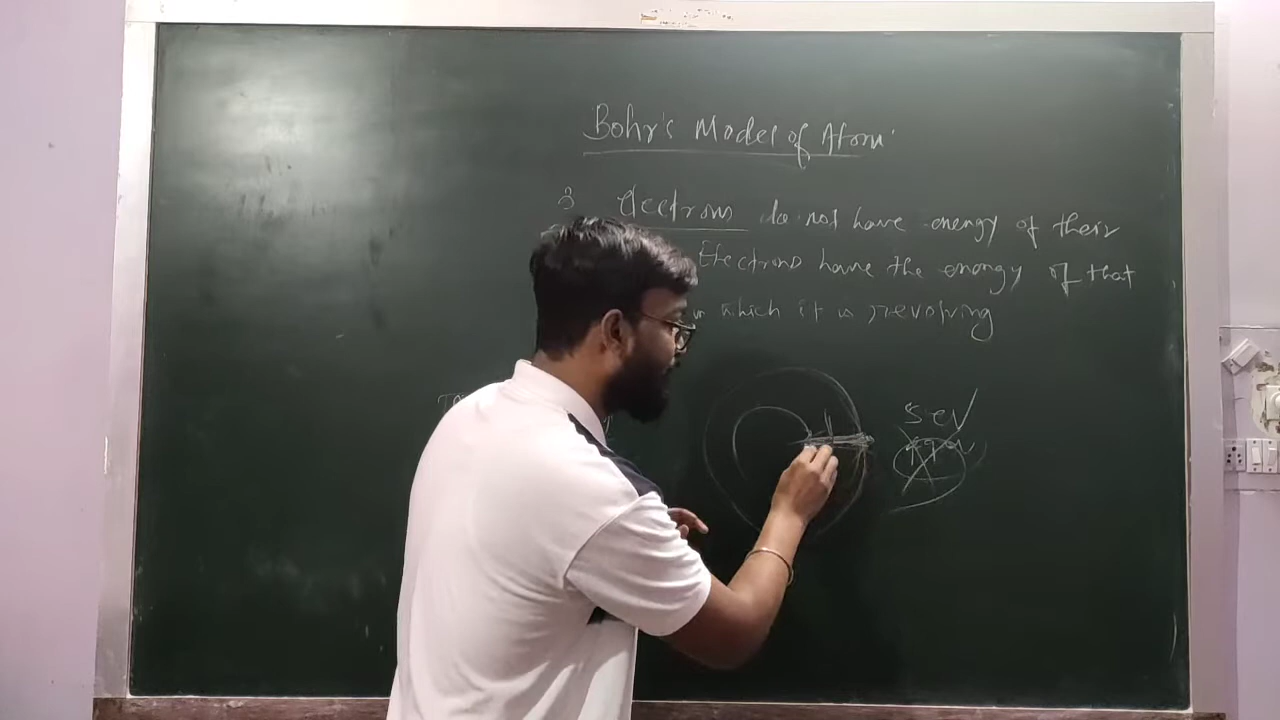 Bohr's Model of Atom
3 Electrons do not have energy of their
Electrons have the energy of that
in which it is revolving
5eV